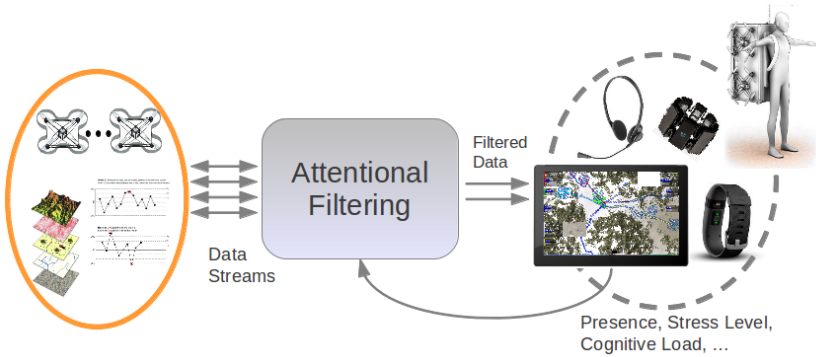 Attentional
Filtering
Data
Streams
Filtered
Data
Presence, Stress Level,
Cognitive Load, ...